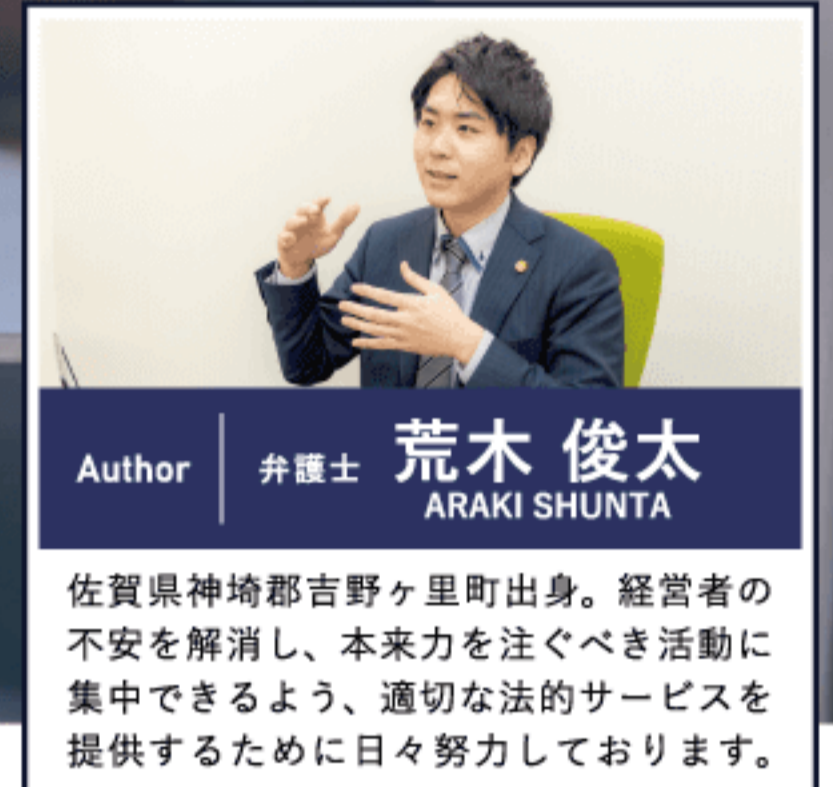 Author
弁護士 荒木 俊太
ARAKI SHUNTA
佐賀県神埼郡吉野ヶ里町出身。経営者の
不安を解消し、本来力を注ぐべき活動に
集中できるよう、適切な法的サービスを
提供するために日々努力しております。